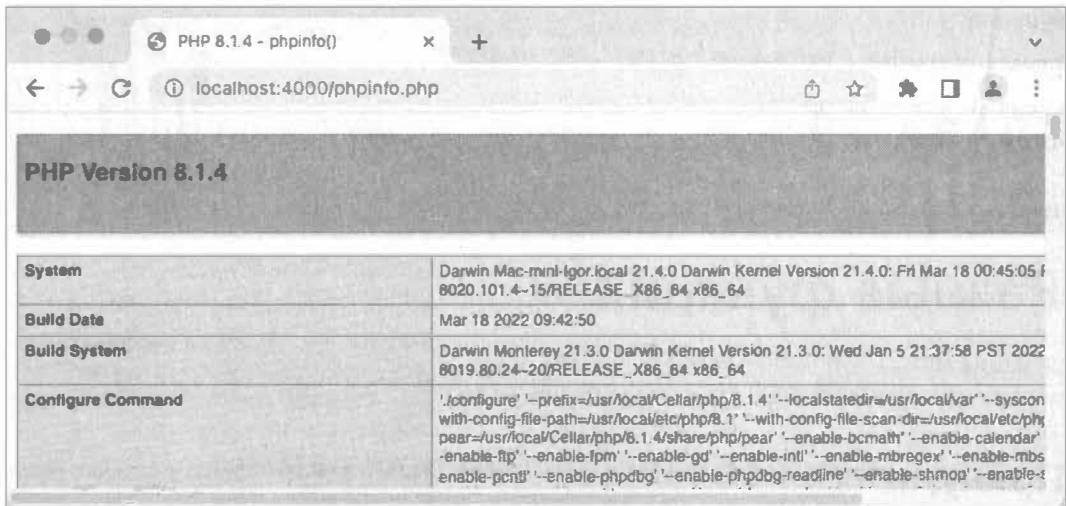 PHP 8.1.4 - phpinfo()
localhost:4000/phpinfo.php
PHP Version 8.1.4
System
Darwin Mac-mini-Igor.local 21.4.0 Darwin Kernel Version 21.4.0: Fri Mar 18 00:45:05
8020.101.4~15/RELEASE_X86_64 x86_64
Build Date
Mar 18 2022 09:42:50
Build System
Darwin Monterey 21.3.0 Darwin Kernel Version 21.3.0: Wed Jan 5 21:37:58 PST 2022
8019.80.24~20/RELEASE_X86_64 x86_64
Configure Command
'./configure' '--prefix=/usr/local/Cellar/php/8.1.4' '--localstatedir=/usr/local/var' '--syscon
with-config-file-path=/usr/local/etc/php/8.1' '--with-config-file-scan-dir=/usr/local/etc/php
pear=/usr/local/Cellar/php/8.1.4/share/php/pear' '--enable-bcmath' '--enable-calendar'
-enable-ftp' '--enable-fpm' '--enable-gd' '--enable-intl' '--enable-mbregex' '--enable-mbs
enable-pcntl' '--enable-phpdbg' '--enable-phpdbg-readline' '--enable-shmop' '--enable-s